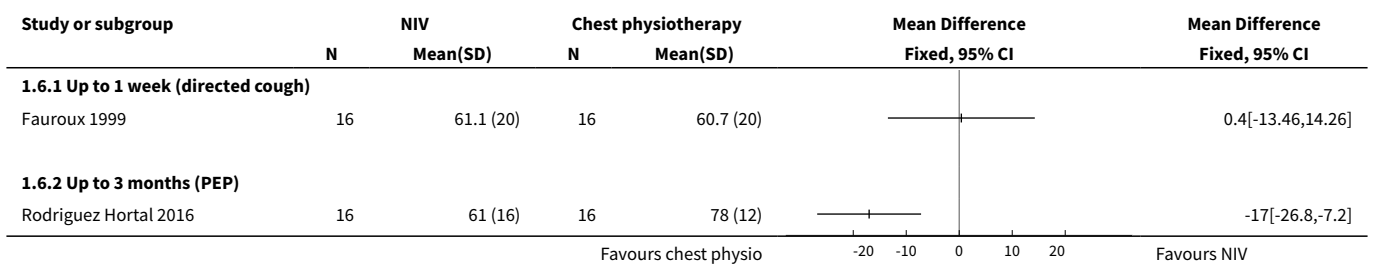 Study or subgroup NIV Chest physiotherapy Mean Difference Mean Difference
N Mean(SD) N Mean(SD) Fixed, 95% CI Fixed, 95% CI
1.6.1 Up to 1 week (directed cough)
Fauroux 1999 16 61.1 (20) 16 60.7 (20) 0.4[-13.46,14.26]
1.6.2 Up to 3 months (PEP)
Rodriguez Hortal 2016 16 61 (16) 16 78 (12) -17[-26.8,-7.2]
Favours chest physio -20 -10 0 10 20 Favours NIV